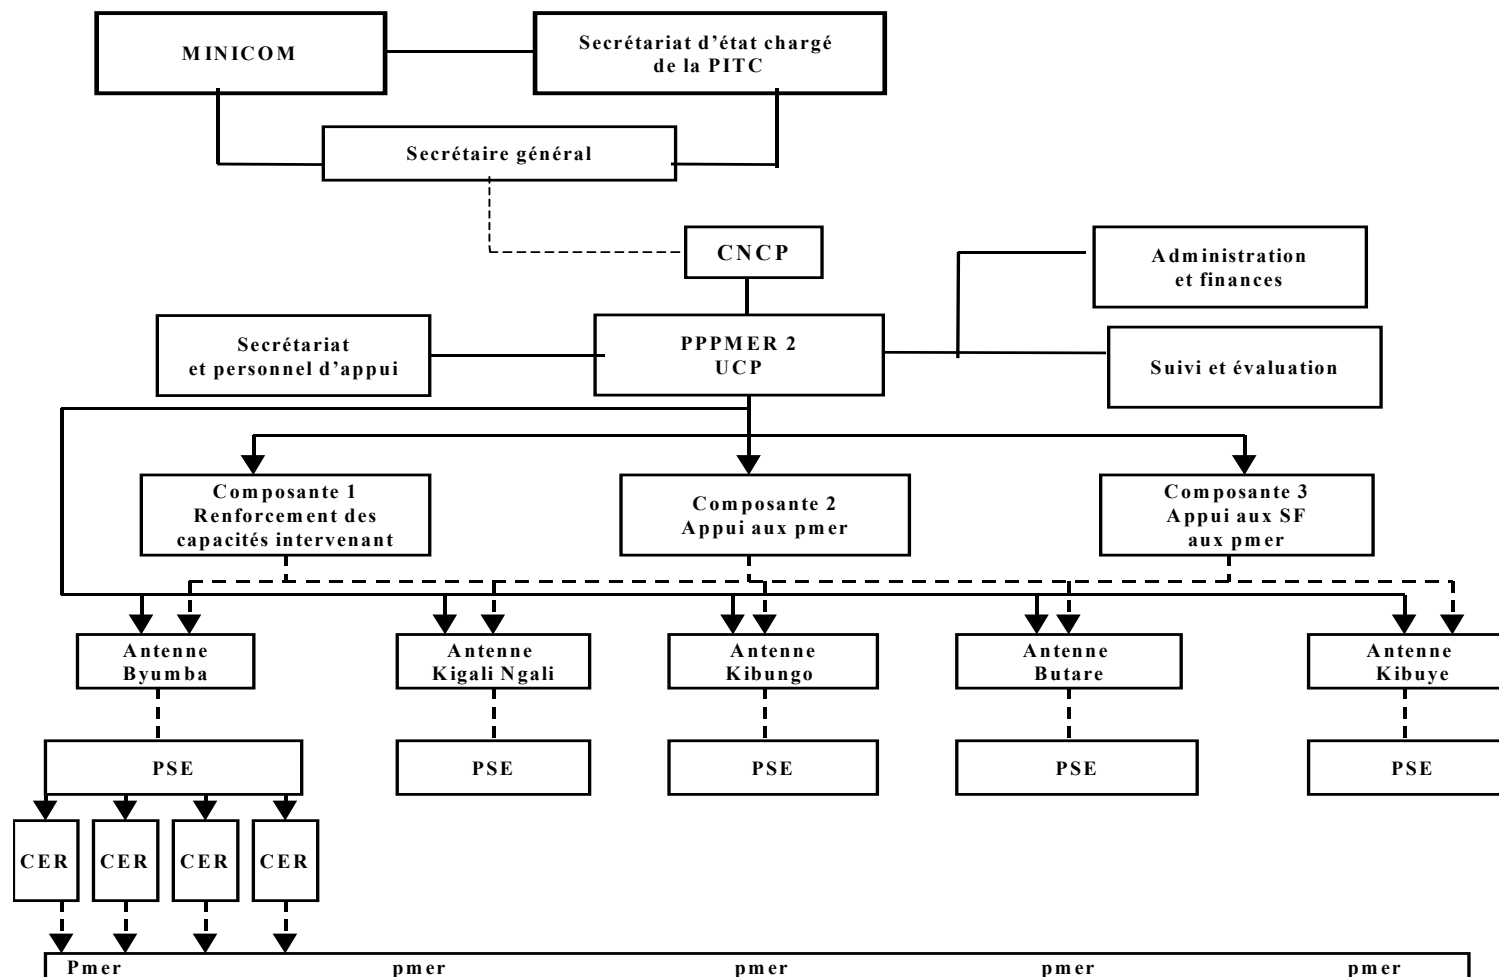 MINICOM
Secrétariat d’état chargé
de la PITC
Secrétaire général
CNCP
Administration
et finances
Secrétariat
et personnel d’appui
PPPMER 2
UCP
Suivi et évaluation
Composante 1
Renforcement des
capacités intervenant
Composante 2
Appui aux pmer
Composante 3
Appui aux SF
aux pmer
Antenne
Byumba
Antenne
Kigali Ngali
Antenne
Kibungo
Antenne
Butare
Antenne
Kibuye
PSE
PSE
PSE
PSE
PSE
CER
CER
CER
CER
Pmer
pmer
pmer
pmer
pmer